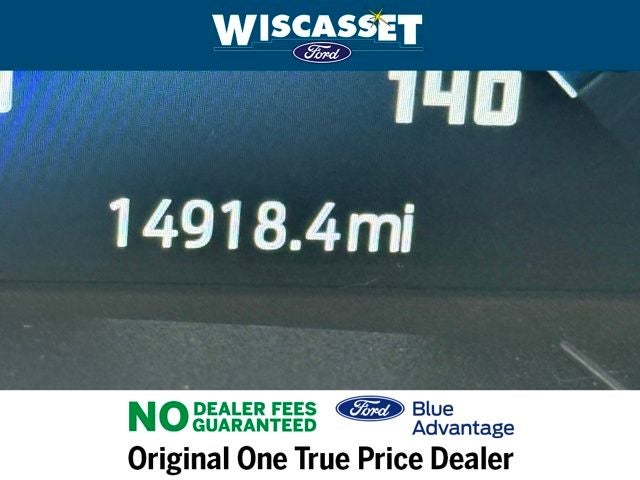 WISCASSET
Ford
140
14918.4mi
NO DEALER FEES GUARANTEED
Ford Blue Advantage
Original One True Price Dealer